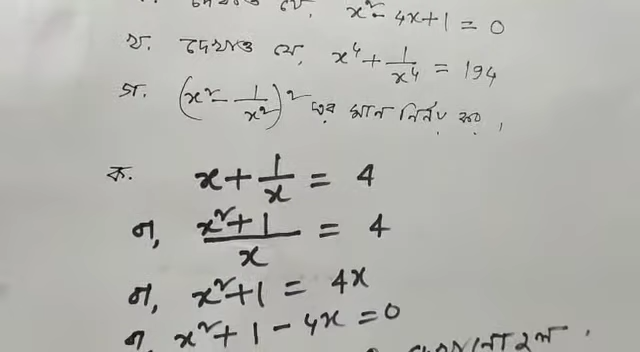 দেখাও যে, x² - 4x + 1 = 0
খ. দেখাও যে, x⁴ + 1/x⁴ = 194
গ. (x² - 1/x²)² এর মান নির্ণয় কর।
ক. x + 1/x = 4
বা, (x² + 1)/x = 4
বা, x² + 1 = 4x
বা, x² + 1 - 4x = 0